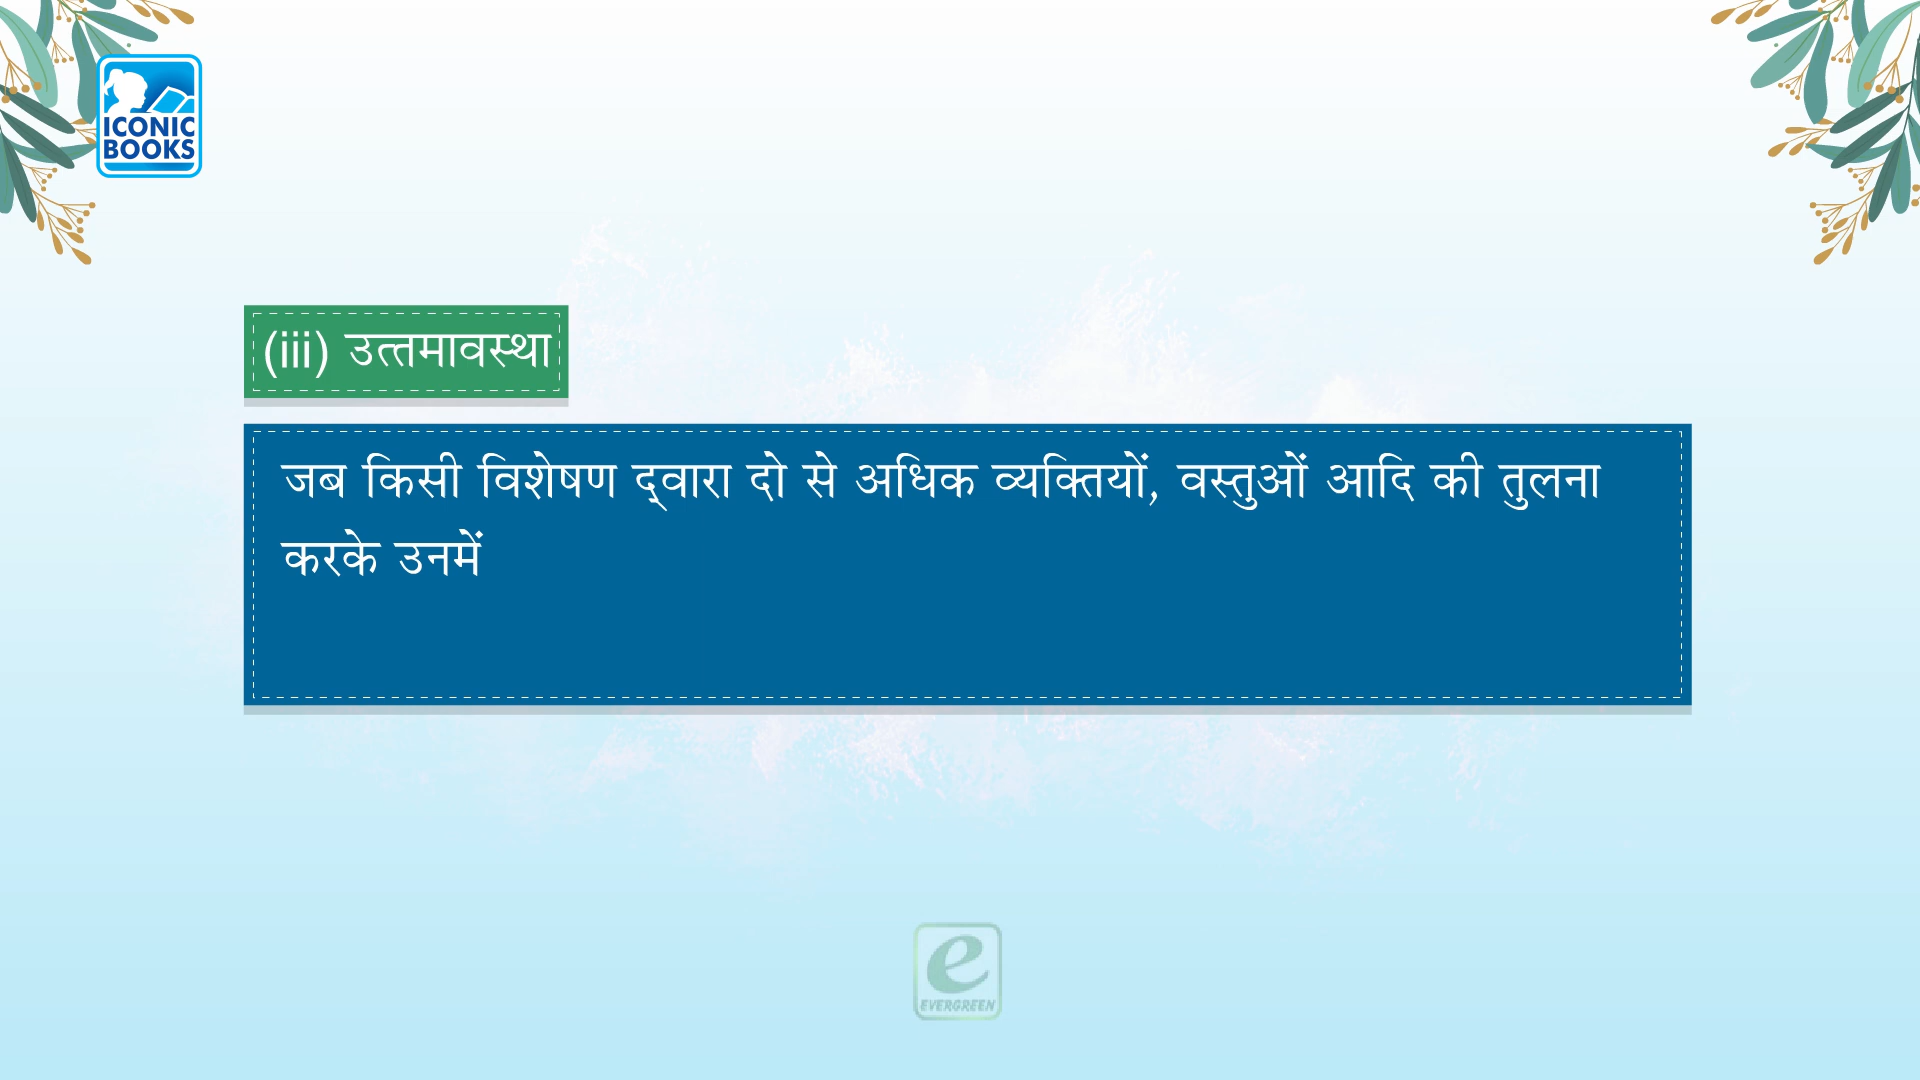 ICONIC
BOOKS
(iii) उत्तमावस्था
जब किसी विशेषण द्‌वारा दो से अधिक व्यक्तियों, वस्तुओं आदि की तुलना
करके उनमें
e
EVERGREEN